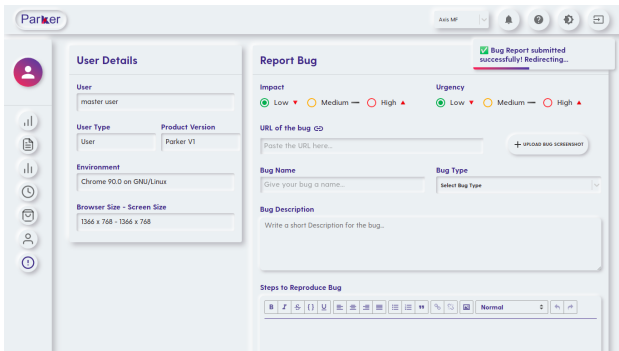 Parker
Axis MF
✅ Bug Report submitted
successfully! Redirecting...
User Details
User
master user
User Type
Product Version
User
Parker V1
Environment
Chrome 90.0 on GNU/Linux
Browser Size - Screen Size
1366 x 768 - 1366 x 768
Report Bug
Impact
Urgency
Low ▼ Medium — High ▲
Low ▼ Medium — High ▲
URL of the bug
Paste the URL here...
+ UPLOAD BUG SCREENSHOT
Bug Name
Bug Type
Give your bug a name...
Select Bug Type
Bug Description
Write a short Description for the bug...
Steps to Reproduce Bug
B I S {} U
Normal